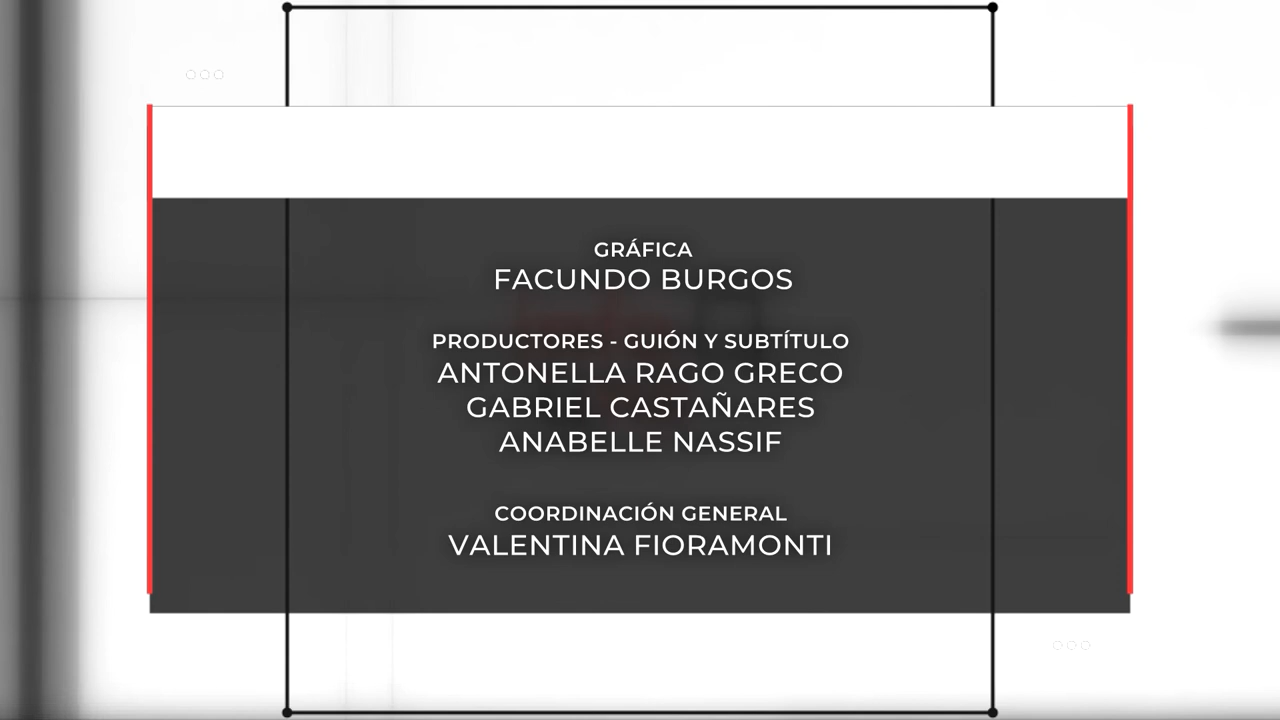 GRÁFICA
FACUNDO BURGOS
PRODUCTORES - GUIÓN Y SUBTÍTULO
ANTONELLA RAGO GRECO
GABRIEL CASTAÑARES
ANABELLE NASSIF
COORDINACIÓN GENERAL
VALENTINA FIORAMONTI